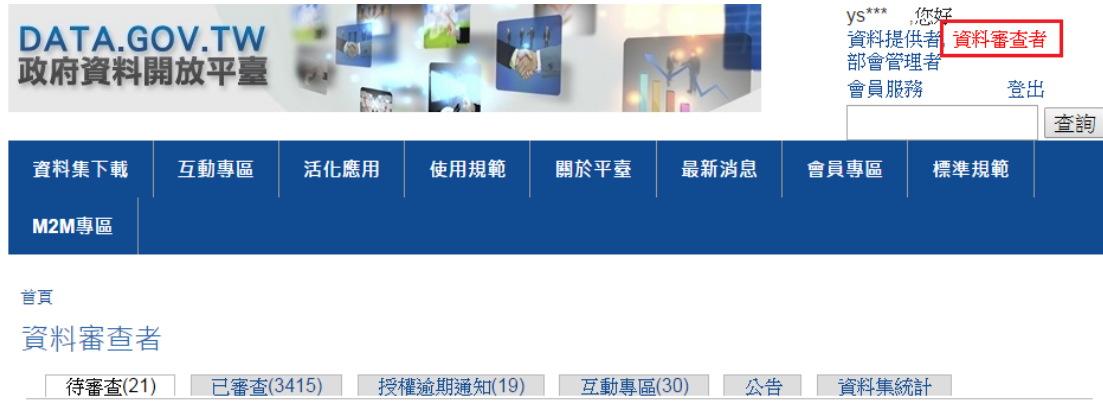 DATA.GOV.TW
政府資料開放平臺
ys*** ,您好
資料提供者, 資料審查者
部會管理者
會員服務 登出
查詢
資料集下載 互動專區 活化應用 使用規範 關於平臺 最新消息 會員專區 標準規範
M2M專區
首頁
資料審查者
待審查(21) 已審查(3415) 授權逾期通知(19) 互動專區(30) 公告 資料集統計